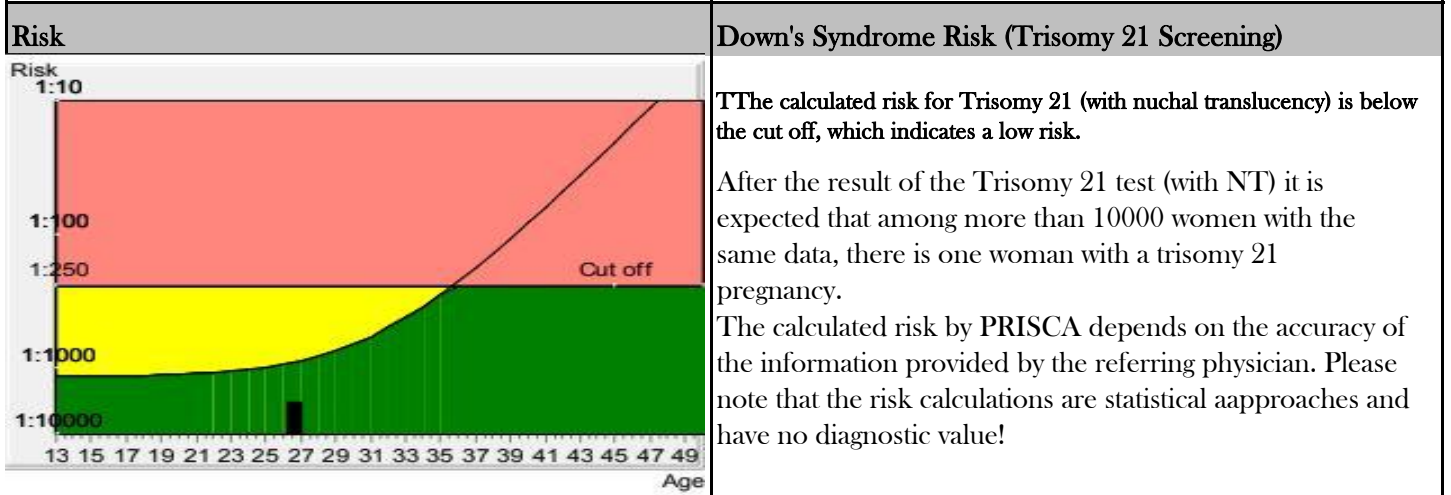 Risk
Risk
1:10
1:100
1:250
Cut off
1:1000
1:10000
13 15 17 19 21 23 25 27 29 31 33 35 37 39 41 43 45 47 49
Age
Down's Syndrome Risk (Trisomy 21 Screening)
TThe calculated risk for Trisomy 21 (with nuchal translucency) is below
the cut off, which indicates a low risk.
After the result of the Trisomy 21 test (with NT) it is
expected that among more than 10000 women with the
same data, there is one woman with a trisomy 21
pregnancy.
The calculated risk by PRISCA depends on the accuracy of
the information provided by the referring physician. Please
note that the risk calculations are statistical aapproaches and
have no diagnostic value!